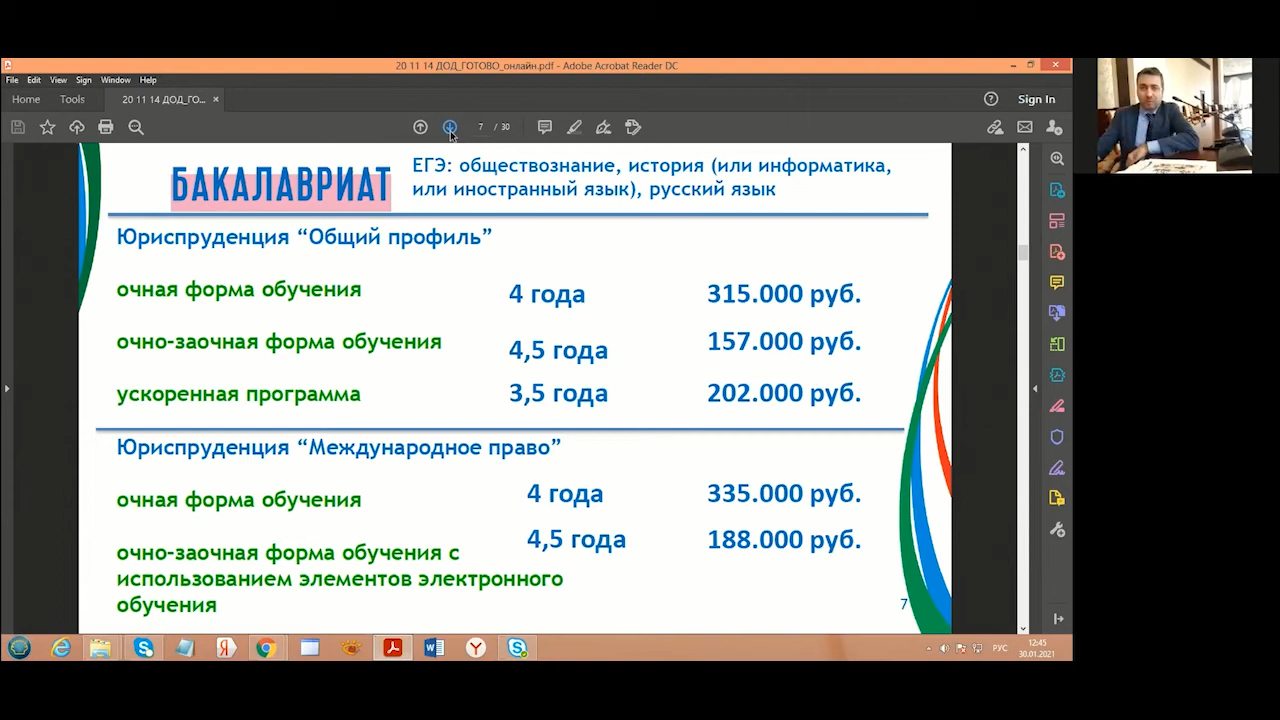 20 11 14 ДОД_ГОТОВО_онлайн.pdf - Adobe Acrobat Reader DC
File Edit View Sign Window Help
Home Tools 20 11 14 ДОД_ГО... × Sign In
7 / 30
БАКАЛАВРИАТ
ЕГЭ: обществознание, история (или информатика,
или иностранный язык), русский язык
Юриспруденция “Общий профиль”
очная форма обучения 4 года 315.000 руб.
очно-заочная форма обучения 4,5 года 157.000 руб.
ускоренная программа 3,5 года 202.000 руб.
Юриспруденция “Международное право”
очная форма обучения 4 года 335.000 руб.
4,5 года 188.000 руб.
очно-заочная форма обучения с
использованием элементов электронного
обучения
7
РУС 12:45
30.01.2021